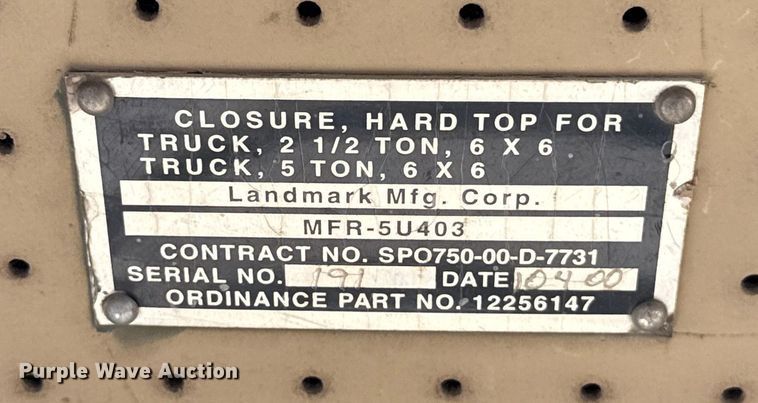 CLOSURE, HARD TOP FOR
TRUCK, 2 1/2 TON, 6 X 6
TRUCK, 5 TON, 6 X 6
Landmark Mfg. Corp.
MFR-5U403
CONTRACT NO. SPO750-00-D-7731
SERIAL NO. 191 DATE 10 4 00
ORDINANCE PART NO. 12256147
Purple Wave Auction